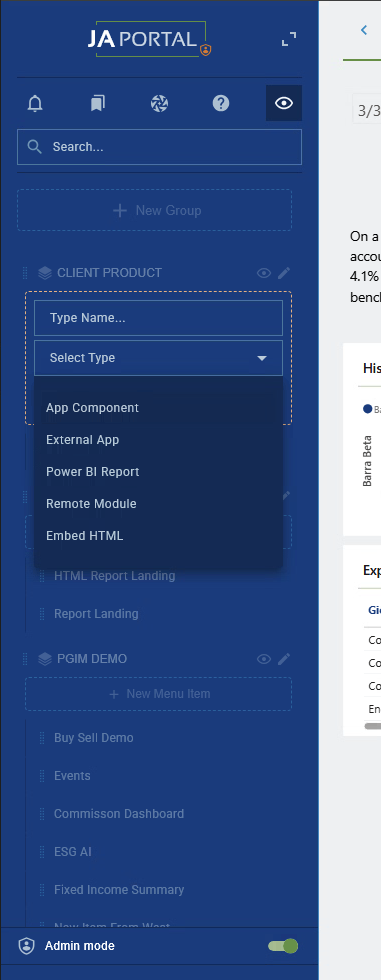 JA PORTAL
Search...
New Group
CLIENT PRODUCT
Type Name...
Select Type
App Component
External App
Power BI Report
Remote Module
Embed HTML
HTML Report Landing
Report Landing
PGIM DEMO
New Menu Item
Buy Sell Demo
Events
Commisson Dashboard
ESG AI
Fixed Income Summary
New Item From West
Admin mode
3/3
On a
accou
4.1%
bench
His
Ba
Barra Beta
Exp
Gi
Co
Co
Co
En